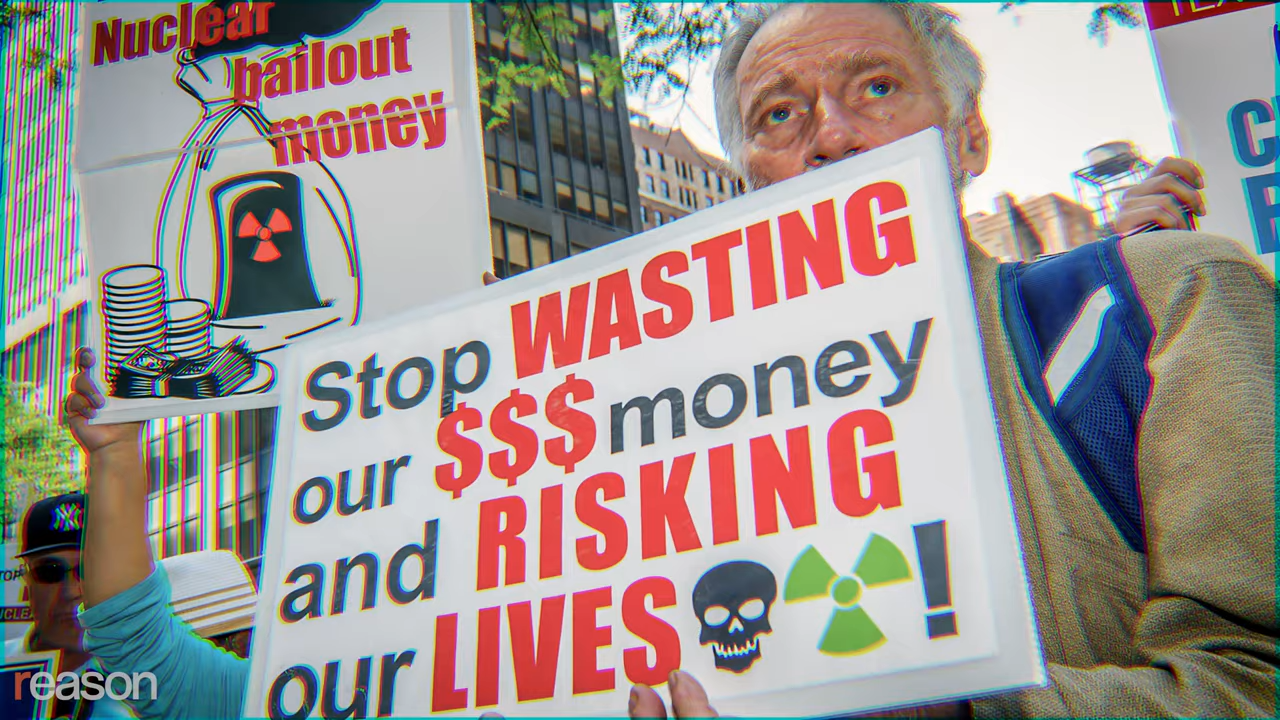 Nuclear
bailout
money
Stop WASTING
our $$$money
and RISKING
our LIVES!
reason